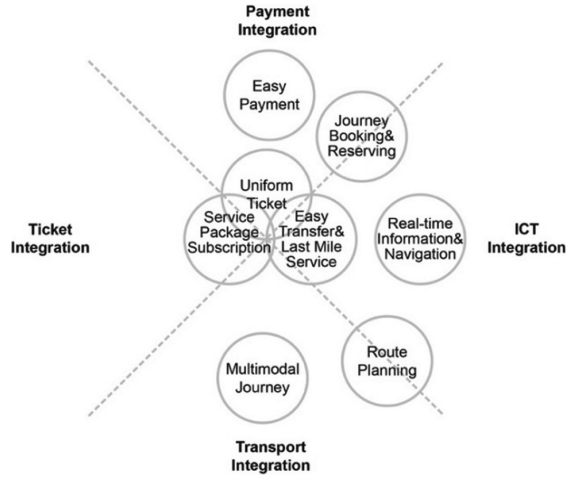 Payment
Integration
Easy
Payment
Journey
Booking&
Reserving
Uniform
Ticket
Service
Package
Subscription
Easy
Transfer&
Last Mile
Service
Real-time
Information&
Navigation
Ticket
Integration
ICT
Integration
Route
Planning
Multimodal
Journey
Transport
Integration